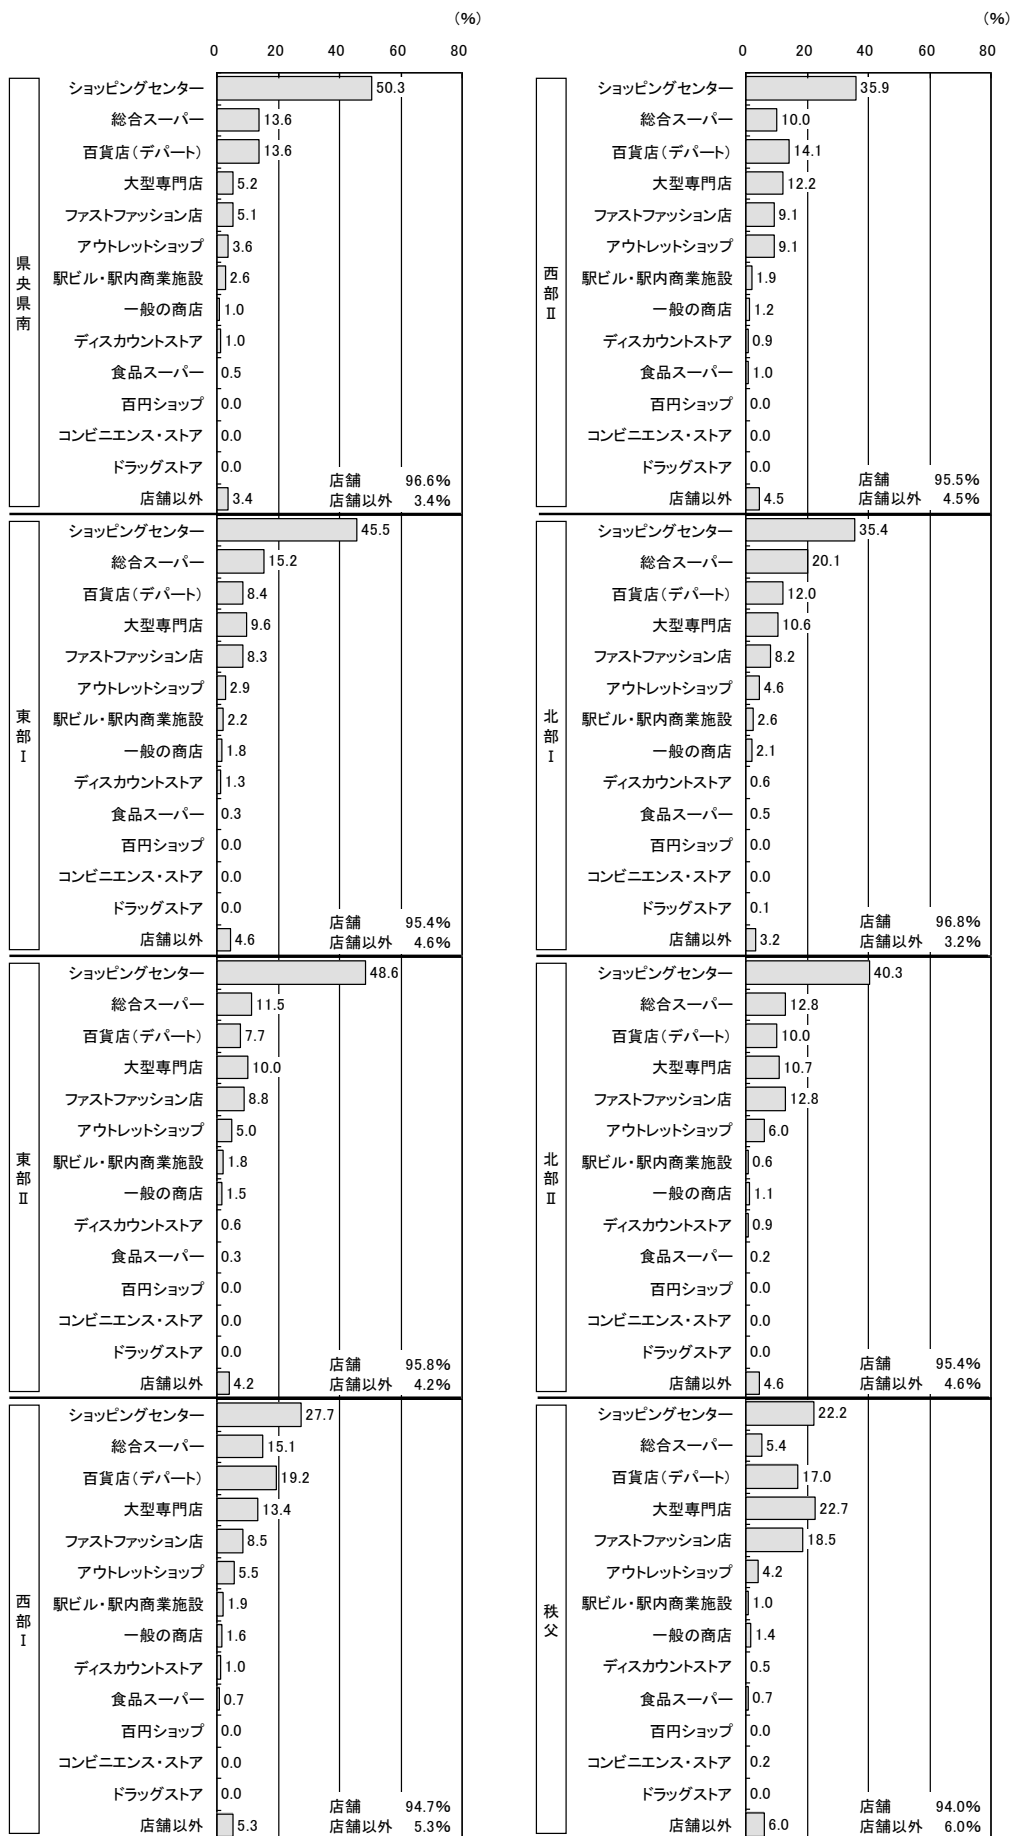 (%)
0 20 40 60 80
県央県南
ショッピングセンター 50.3
総合スーパー 13.6
百貨店(デパート) 13.6
大型専門店 5.2
ファストファッション店 5.1
アウトレットショップ 3.6
駅ビル・駅内商業施設 2.6
一般の商店 1.0
ディスカウントストア 1.0
食品スーパー 0.5
百円ショップ 0.0
コンビニエンス・ストア 0.0
ドラッグストア 0.0
店舗 96.6%
店舗以外 3.4
店舗以外 3.4%
東部Ⅰ
ショッピングセンター 45.5
総合スーパー 15.2
百貨店(デパート) 8.4
大型専門店 9.6
ファストファッション店 8.3
アウトレットショップ 2.9
駅ビル・駅内商業施設 2.2
一般の商店 1.8
ディスカウントストア 1.3
食品スーパー 0.3
百円ショップ 0.0
コンビニエンス・ストア 0.0
ドラッグストア 0.0
店舗 95.4%
店舗以外 4.6
店舗以外 4.6%
東部Ⅱ
ショッピングセンター 48.6
総合スーパー 11.5
百貨店(デパート) 7.7
大型専門店 10.0
ファストファッション店 8.8
アウトレットショップ 5.0
駅ビル・駅内商業施設 1.8
一般の商店 1.5
ディスカウントストア 0.6
食品スーパー 0.3
百円ショップ 0.0
コンビニエンス・ストア 0.0
ドラッグストア 0.0
店舗 95.8%
店舗以外 4.2
店舗以外 4.2%
西部Ⅰ
ショッピングセンター 27.7
総合スーパー 15.1
百貨店(デパート) 19.2
大型専門店 13.4
ファストファッション店 8.5
アウトレットショップ 5.5
駅ビル・駅内商業施設 1.9
一般の商店 1.6
ディスカウントストア 1.0
食品スーパー 0.7
百円ショップ 0.0
コンビニエンス・ストア 0.0
ドラッグストア 0.0
店舗 94.7%
店舗以外 5.3
店舗以外 5.3%
(%)
0 20 40 60 80
西部Ⅱ
ショッピングセンター 35.9
総合スーパー 10.0
百貨店(デパート) 14.1
大型専門店 12.2
ファストファッション店 9.1
アウトレットショップ 9.1
駅ビル・駅内商業施設 1.9
一般の商店 1.2
ディスカウントストア 0.9
食品スーパー 1.0
百円ショップ 0.0
コンビニエンス・ストア 0.0
ドラッグストア 0.0
店舗 95.5%
店舗以外 4.5
店舗以外 4.5%
北部Ⅰ
ショッピングセンター 35.4
総合スーパー 20.1
百貨店(デパート) 12.0
大型専門店 10.6
ファストファッション店 8.2
アウトレットショップ 4.6
駅ビル・駅内商業施設 2.6
一般の商店 2.1
ディスカウントストア 0.6
食品スーパー 0.5
百円ショップ 0.0
コンビニエンス・ストア 0.0
ドラッグストア 0.1
店舗 96.8%
店舗以外 3.2
店舗以外 3.2%
北部Ⅱ
ショッピングセンター 40.3
総合スーパー 12.8
百貨店(デパート) 10.0
大型専門店 10.7
ファストファッション店 12.8
アウトレットショップ 6.0
駅ビル・駅内商業施設 0.6
一般の商店 1.1
ディスカウントストア 0.9
食品スーパー 0.2
百円ショップ 0.0
コンビニエンス・ストア 0.0
ドラッグストア 0.0
店舗 95.4%
店舗以外 4.6
店舗以外 4.6%
秩父
ショッピングセンター 22.2
総合スーパー 5.4
百貨店(デパート) 17.0
大型専門店 22.7
ファストファッション店 18.5
アウトレットショップ 4.2
駅ビル・駅内商業施設 1.0
一般の商店 1.4
ディスカウントストア 0.5
食品スーパー 0.7
百円ショップ 0.0
コンビニエンス・ストア 0.2
ドラッグストア 0.0
店舗 94.0%
店舗以外 6.0
店舗以外 6.0%